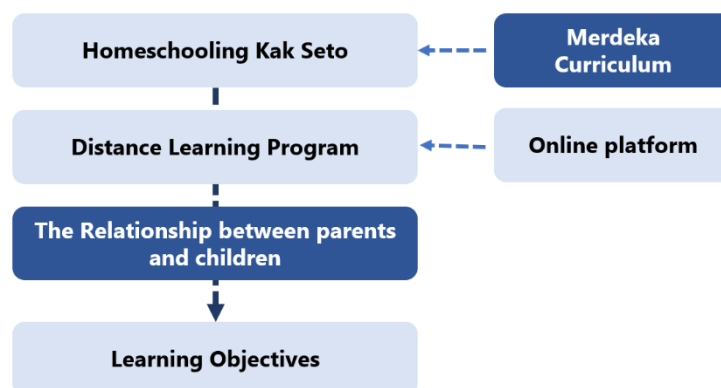 Homeschooling Kak Seto
Merdeka
Curriculum
Distance Learning Program
Online platform
The Relationship between parents
and children
Learning Objectives